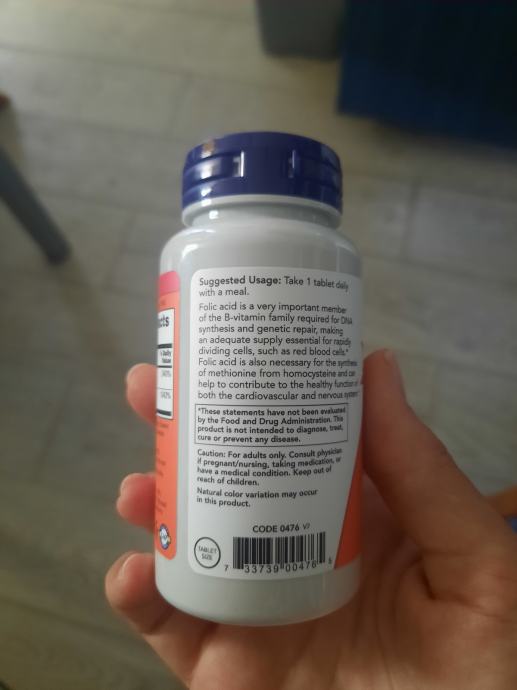 Suggested Usage: Take 1 tablet daily
with a meal.
Folic acid is a very important member
of the B-vitamin family required for DNA
synthesis and genetic repair, making
an adequate supply essential for rapidly
dividing cells, such as red blood cells.*
Folic acid is also necessary for the synthesis
of methionine from homocysteine and can
help to contribute to the healthy function of
both the cardiovascular and nervous system
*These statements have not been evaluated
by the Food and Drug Administration. This
product is not intended to diagnose, treat,
cure or prevent any disease.
Caution: For adults only. Consult physician
if pregnant/nursing, taking medication, or
have a medical condition. Keep out of
reach of children.
Natural color variation may occur
in this product.
CODE 0476 V7
TABLET
SIZE
7 33739 00476 5
% Daily